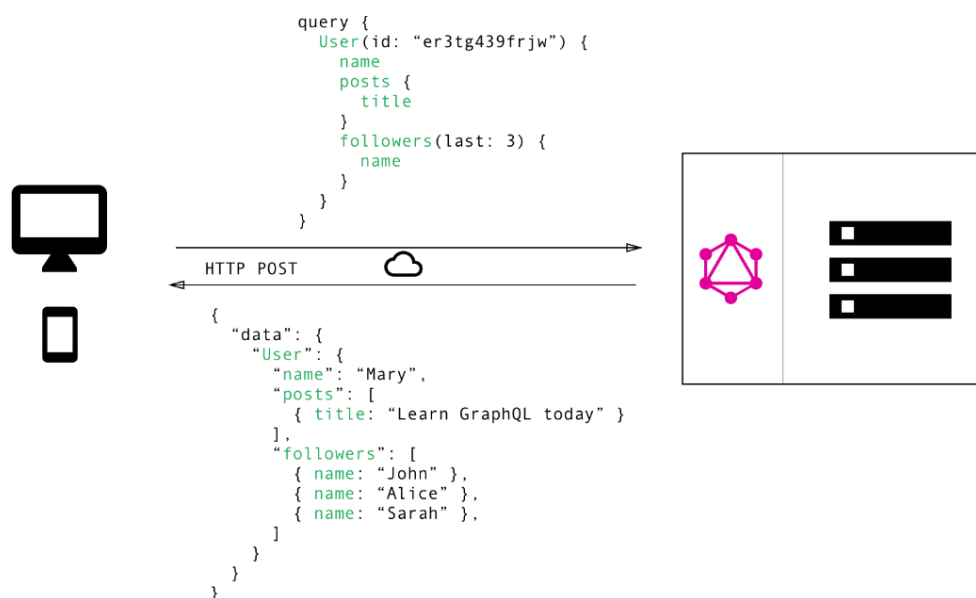 query {
  User(id: “er3tg439frjw”) {
    name
    posts {
      title
    }
    followers(last: 3) {
      name
    }
  }
}
HTTP POST
{
  “data”: {
    “User”: {
      “name”: “Mary”,
      “posts”: [
        { title: “Learn GraphQL today” }
      ],
      “followers”: [
        { name: “John” },
        { name: “Alice” },
        { name: “Sarah” },
      ]
    }
  }
}